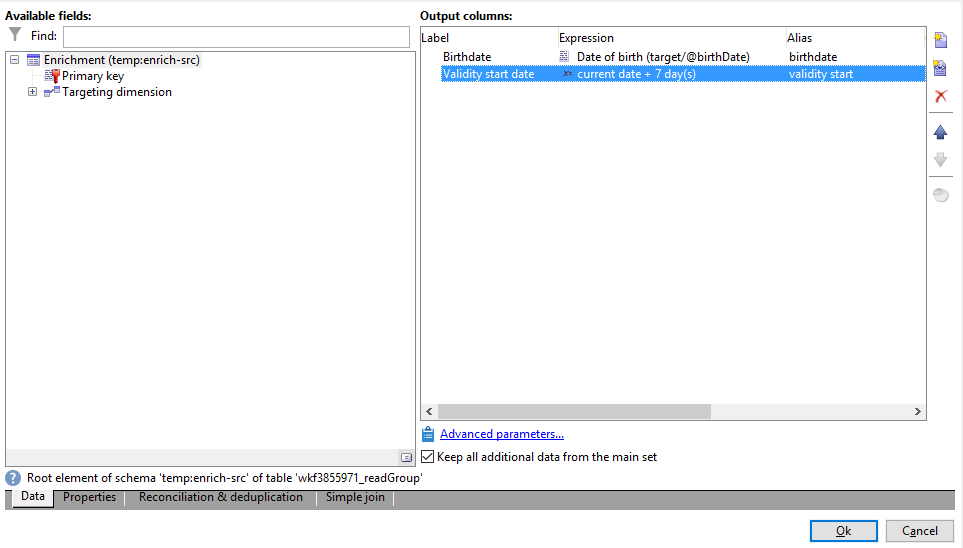 Available fields:
Find:
Enrichment (temp:enrich-src)
Primary key
Targeting dimension
Output columns:
Label Expression Alias
Birthdate Date of birth (target/@birthDate) birthdate
Validity start date x= current date + 7 day(s) validity start
Advanced parameters...
Keep all additional data from the main set
Root element of schema 'temp:enrich-src' of table 'wkf3855971_readGroup'
Data Properties Reconciliation & deduplication Simple join
Ok Cancel